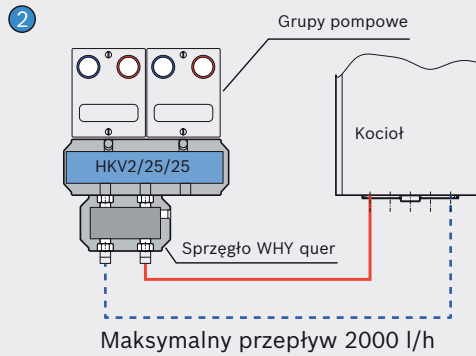 2
Grupy pompowe
Kocioł
HKV2/25/25
Sprzęgło WHY quer
Maksymalny przepływ 2000 l/h